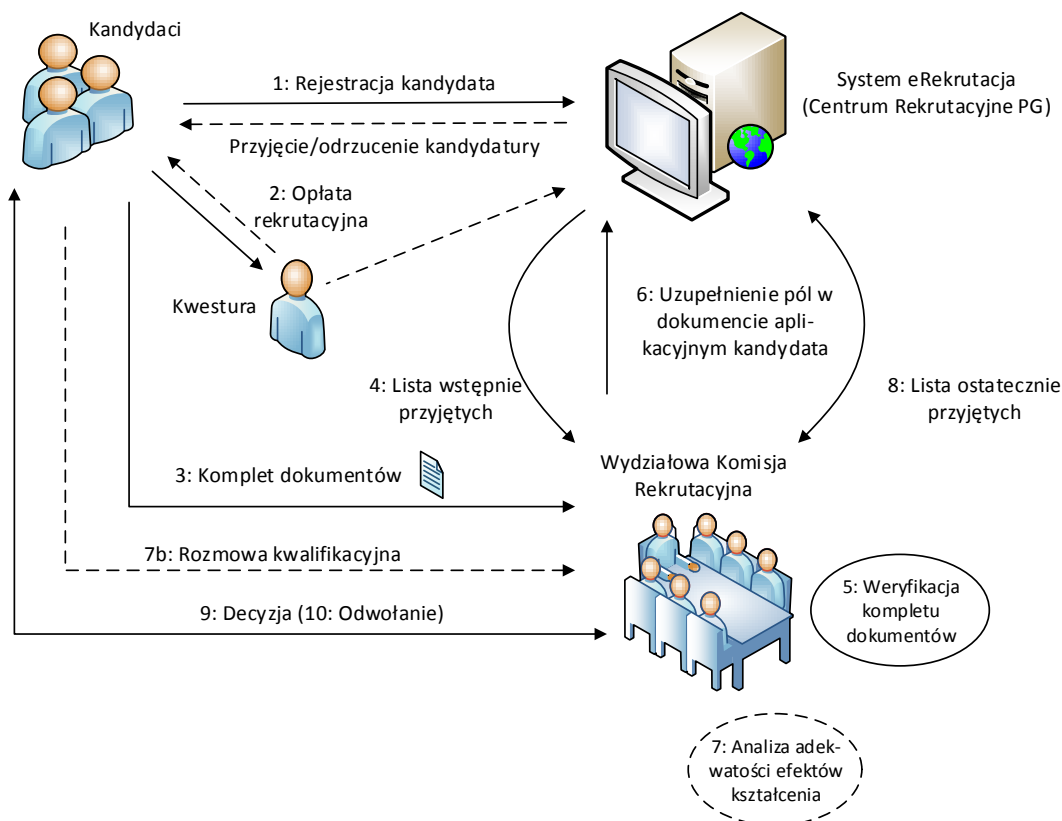 Kandydaci
1: Rejestracja kandydata
System eRekrutacja
(Centrum Rekrutacyjne PG)
Przyjęcie/odrzucenie kandydatury
2: Opłata
rekrutacyjna
Kwestura
6: Uzupełnienie pól w
dokumencie apli-
kacyjnym kandydata
4: Lista wstępnie
przyjętych
8: Lista ostatecznie
przyjętych
Wydziałowa Komisja
Rekrutacyjna
3: Komplet dokumentów
7b: Rozmowa kwalifikacyjna
9: Decyzja (10: Odwołanie)
5: Weryfikacja
kompletu
dokumentów
7: Analiza adek-
watości efektów
kształcenia